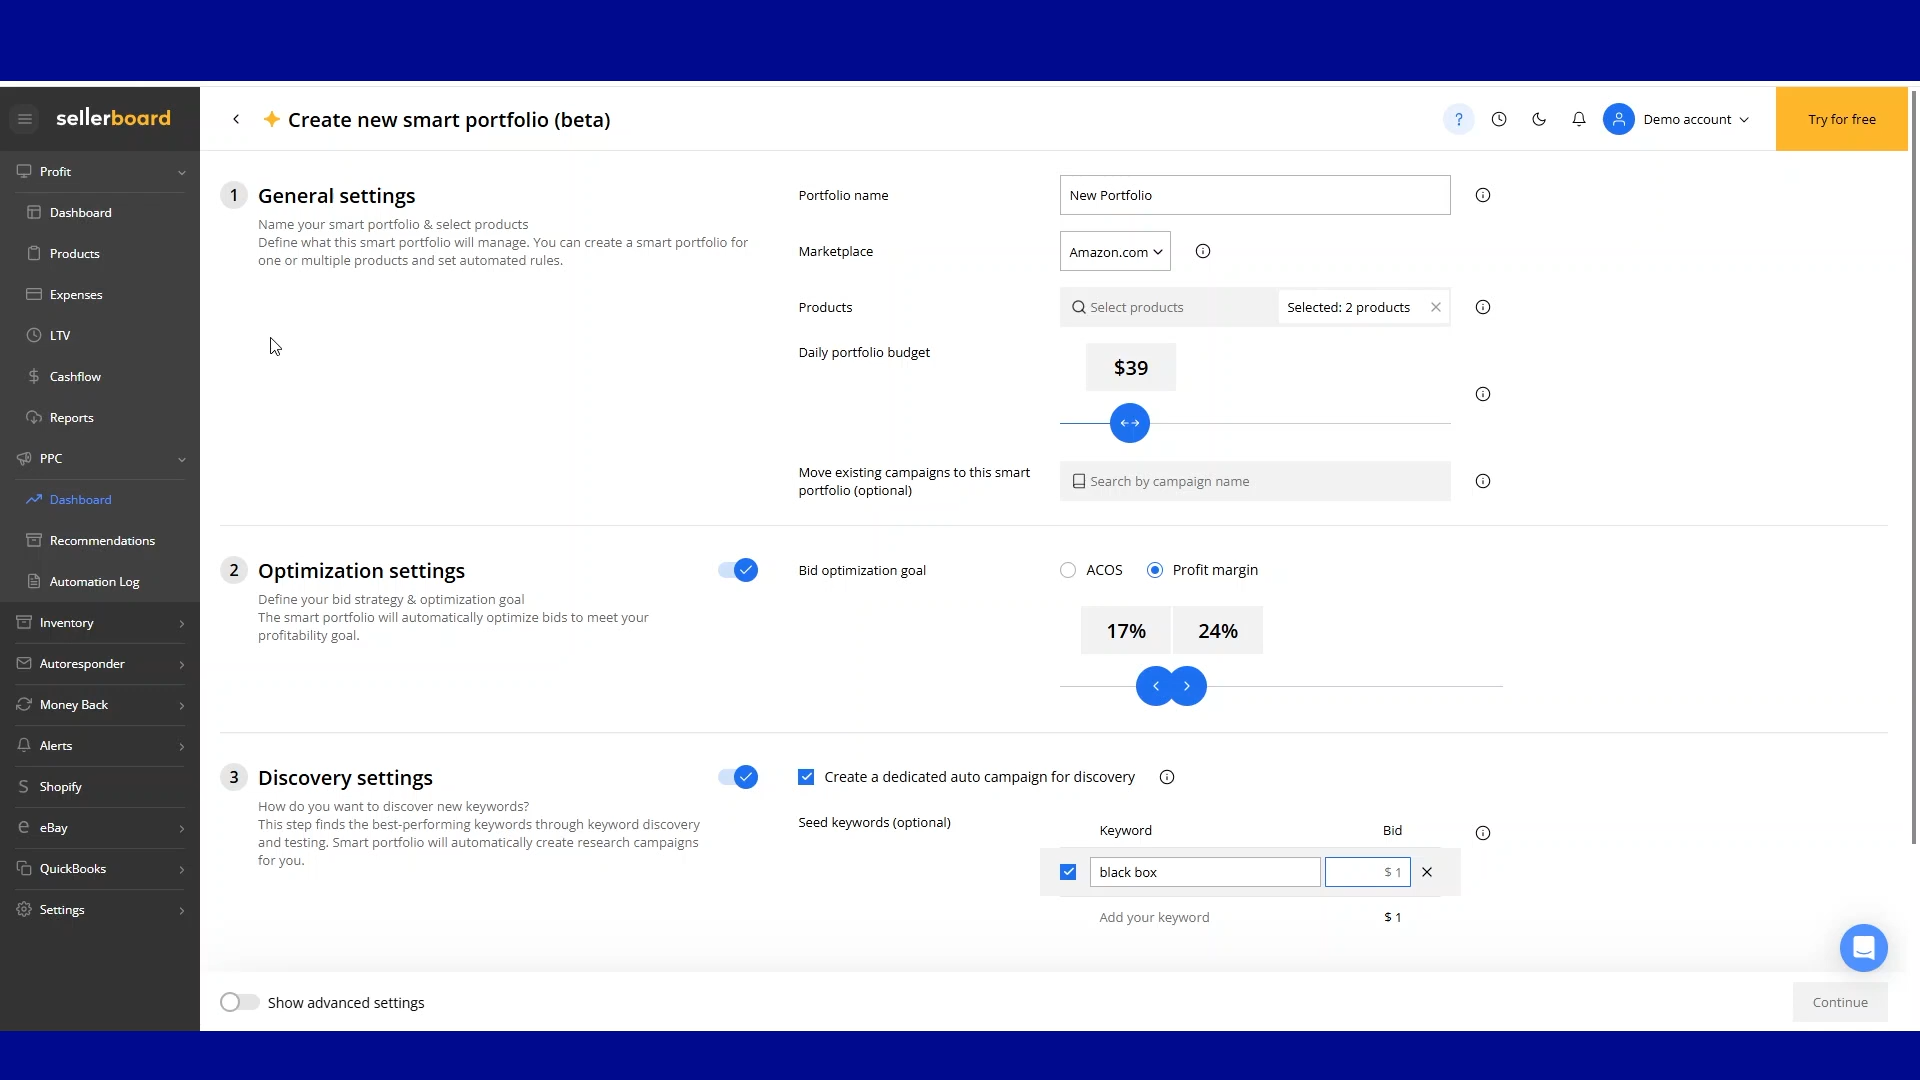 sellerboard
Create new smart portfolio (beta)
?
Demo account
Try for free
Profit
Dashboard
Products
Expenses
LTV
Cashflow
Reports
PPC
Dashboard
Recommendations
Automation Log
Inventory
Autoresponder
Money Back
Alerts
Shopify
eBay
QuickBooks
Settings
1
General settings
Name your smart portfolio & select products
Define what this smart portfolio will manage. You can create a smart portfolio for
one or multiple products and set automated rules.
Portfolio name
New Portfolio
Marketplace
Amazon.com
Products
Select products
Selected: 2 products
Daily portfolio budget
$39
Move existing campaigns to this smart
portfolio (optional)
Search by campaign name
2
Optimization settings
Define your bid strategy & optimization goal
The smart portfolio will automatically optimize bids to meet your
profitability goal.
Bid optimization goal
ACOS
Profit margin
17%
24%
3
Discovery settings
How do you want to discover new keywords?
This step finds the best-performing keywords through keyword discovery
and testing. Smart portfolio will automatically create research campaigns
for you.
Create a dedicated auto campaign for discovery
Seed keywords (optional)
Keyword
Bid
black box
$ 1
Add your keyword
$ 1
Show advanced settings
Continue